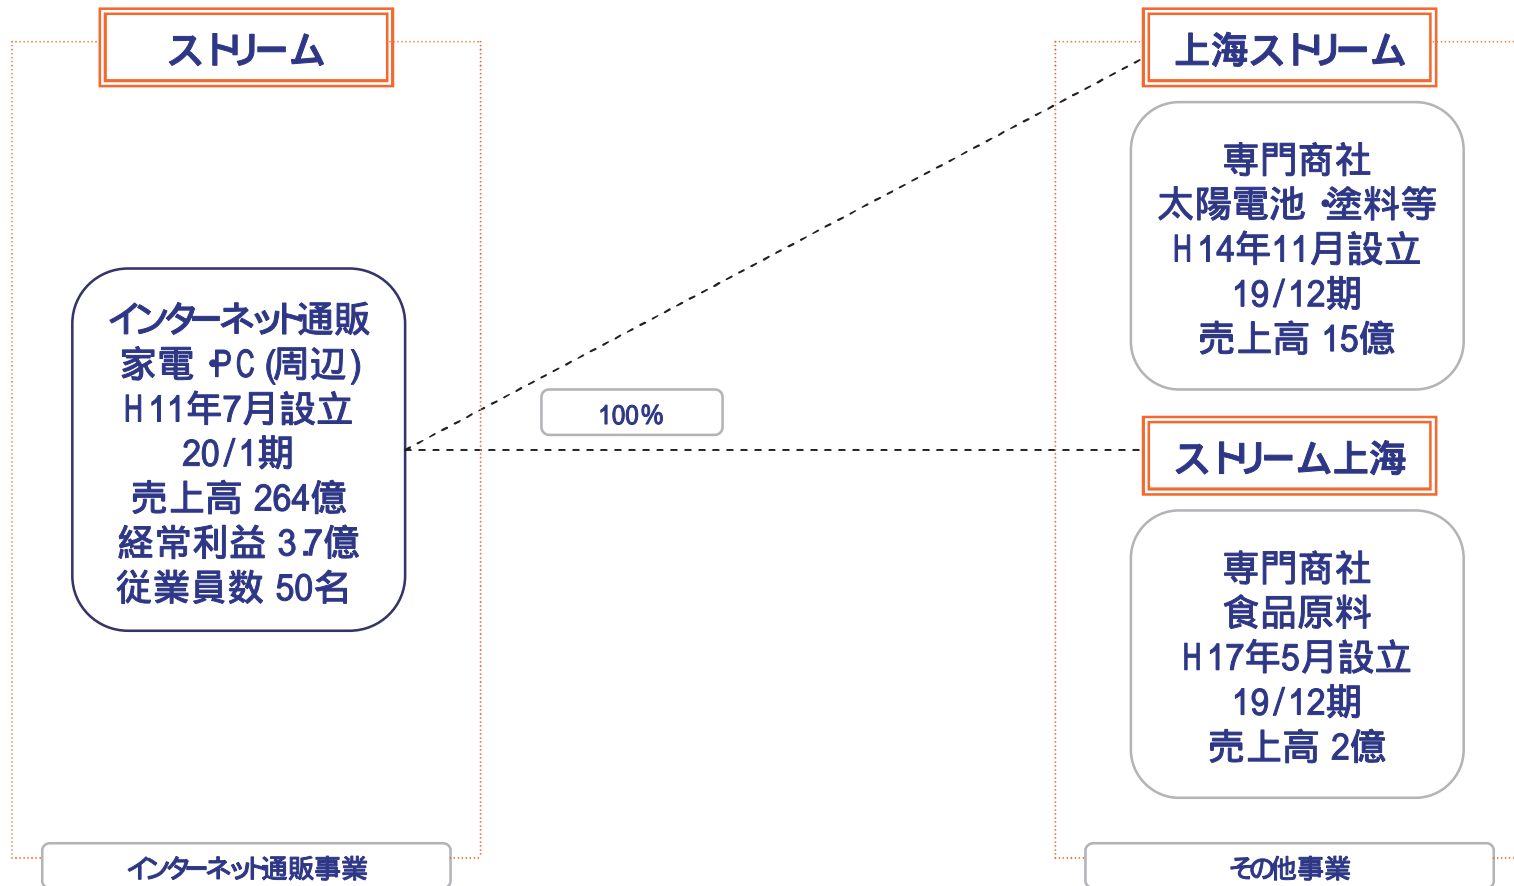 ストリーム
インターネット通販
家電・PC(周辺)
H11年7月設立
20/1期
売上高 264億
経常利益 3.7億
従業員数 50名
インターネット通販事業
100%
上海ストリーム
専門商社
太陽電池・塗料等
H14年11月設立
19/12期
売上高 15億
ストリーム上海
専門商社
食品原料
H17年5月設立
19/12期
売上高 2億
その他事業